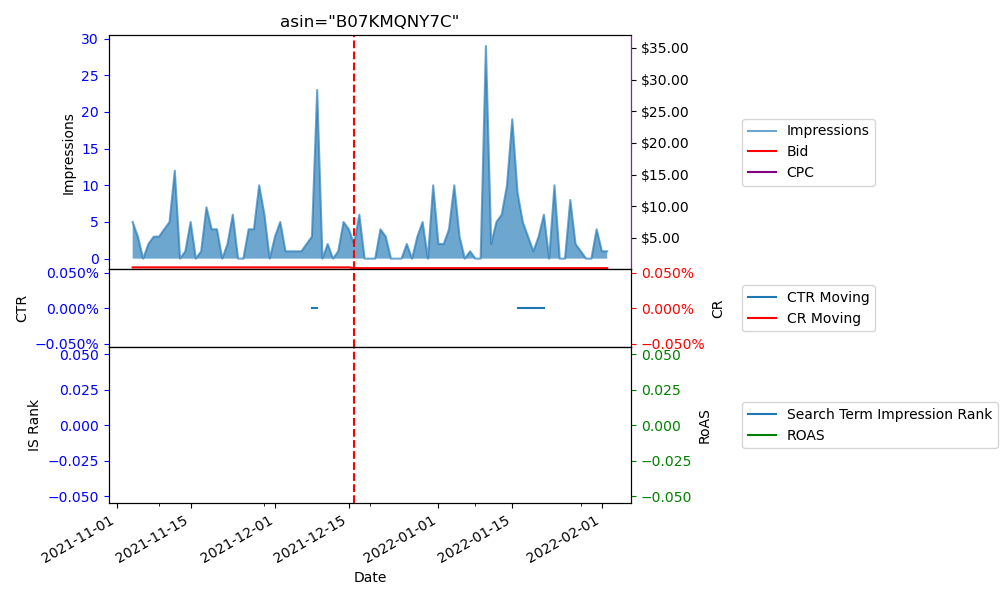 asin="B07KMQNY7C"
30
25
20
15
10
5
0
Impressions
$35.00
$30.00
$25.00
$20.00
$15.00
$10.00
$5.00
Impressions
Bid
CPC
0.050%
0.000%
−0.050%
CTR
0.050%
0.000%
−0.050%
CR
CTR Moving
CR Moving
0.050
0.025
0.000
−0.025
−0.050
IS Rank
0.050
0.025
0.000
−0.025
−0.050
RoAS
Search Term Impression Rank
ROAS
2021-11-01
2021-11-15
2021-12-01
2021-12-15
2022-01-01
2022-01-15
2022-02-01
Date